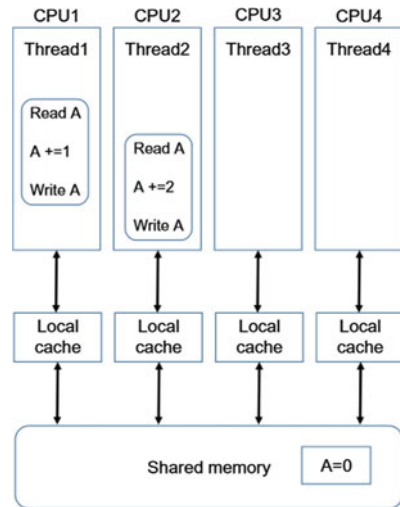 CPU1
CPU2
CPU3
CPU4
Thread1
Thread2
Thread3
Thread4
Read A
A +=1
Write A
Read A
A +=2
Write A
Local
cache
Local
cache
Local
cache
Local
cache
Shared memory
A=0